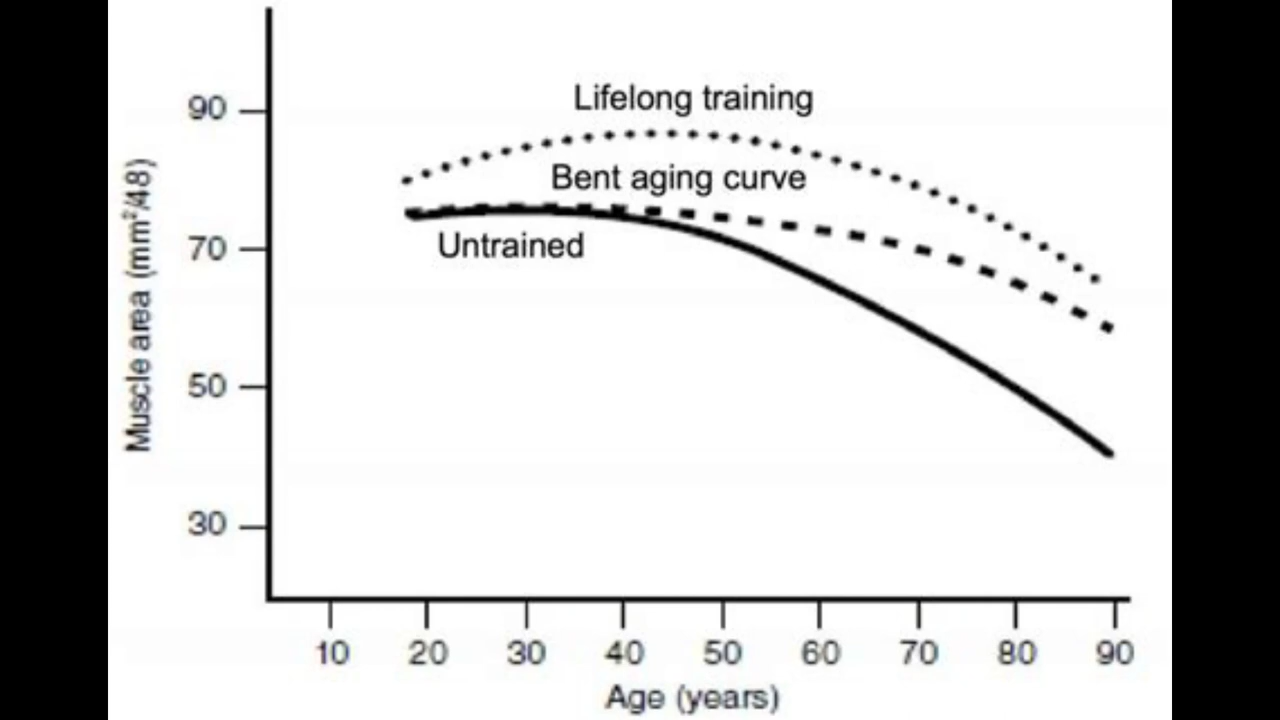 Lifelong training
Bent aging curve
Untrained
Muscle area (mm²/48)
90
70
50
30
10 20 30 40 50 60 70 80 90
Age (years)